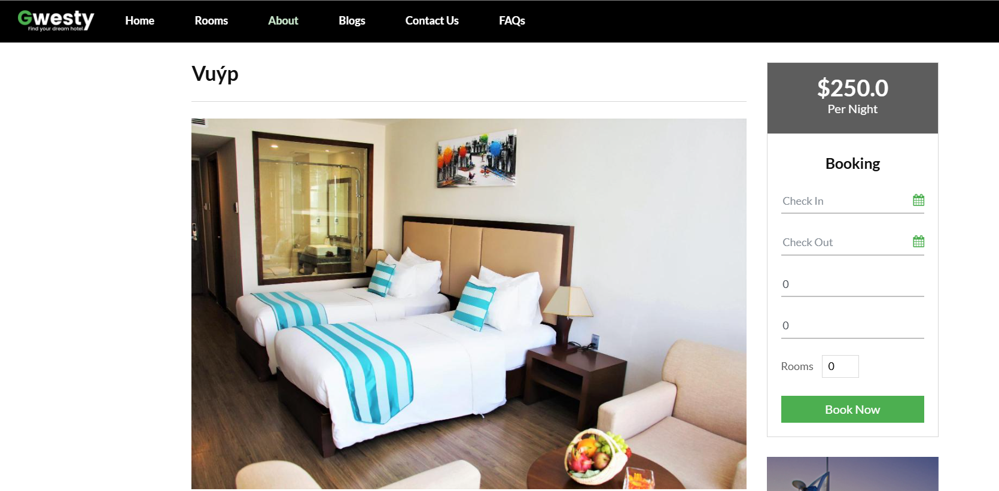 Gwesty
Find your dream hotel
Home
Rooms
About
Blogs
Contact Us
FAQs
Vuýp
$250.0
Per Night
Booking
Check In
Check Out
0
0
Rooms 0
Book Now